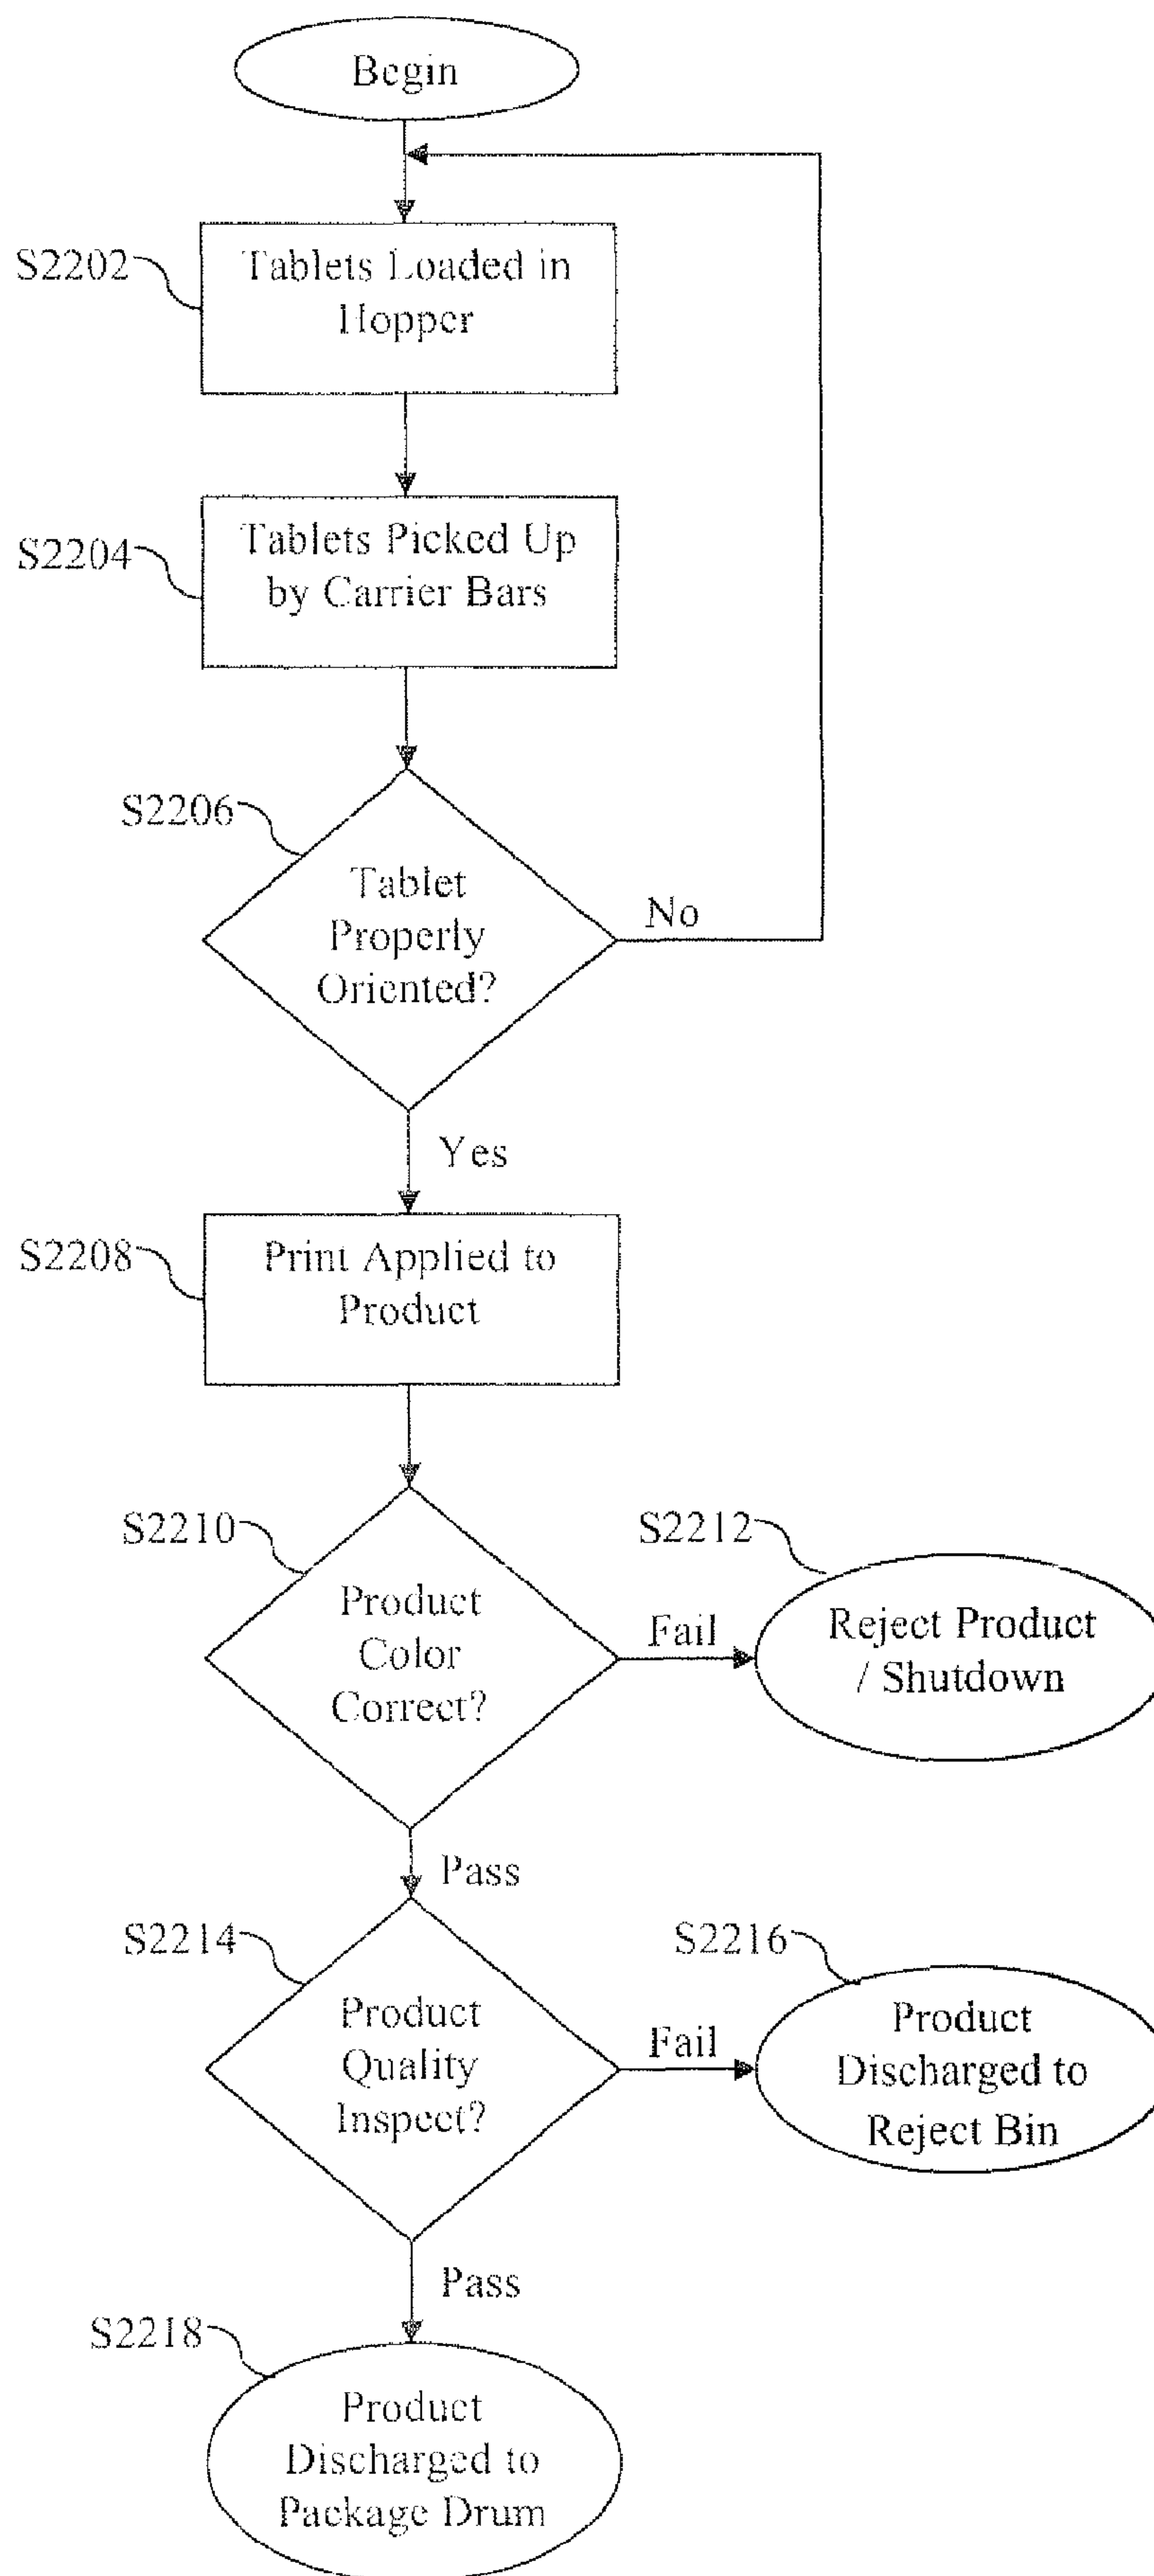 Begin
S2202
Tablets Loaded in
Hopper
S2204
Tablets Picked Up
by Carrier Bars
S2206
Tablet
Properly
Oriented?
No
Yes
S2208
Print Applied to
Product
S2210
Product
Color
Correct?
Fail
S2212
Reject Product
/ Shutdown
Pass
S2214
Product
Quality
Inspect?
Fail
S2216
Product
Discharged to
Reject Bin
Pass
S2218
Product
Discharged to
Package Drum